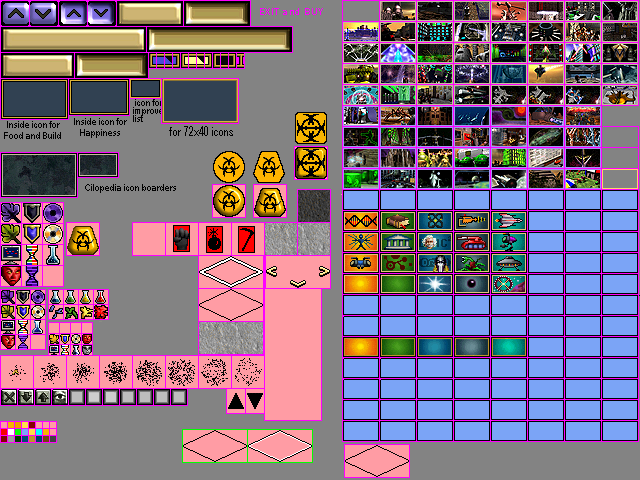 EXIT and BUY
Inside icon for
Food and Build
Inside icon for
Happiness
icon for
improve
list
for 72x40 icons
Cilopedia icon boarders